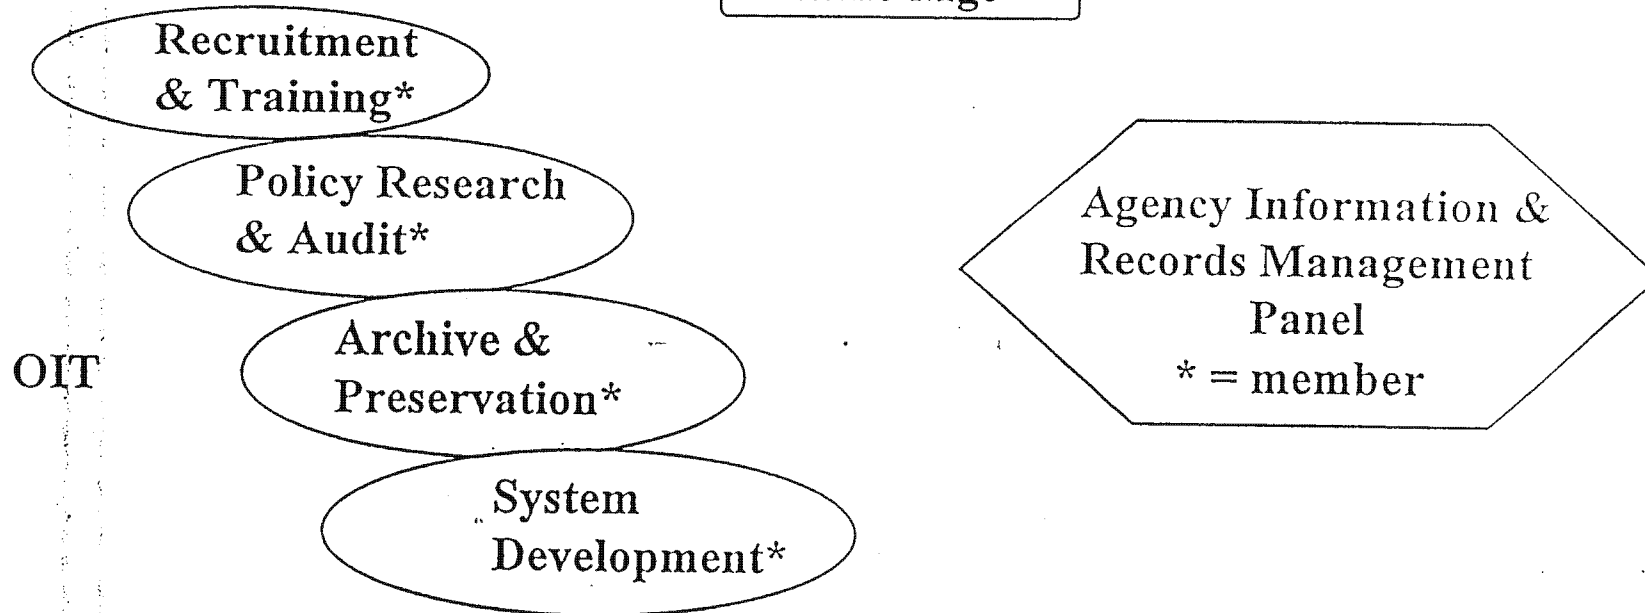 Recruitment
& Training*
Policy Research
& Audit*
Archive &
Preservation*
OIT
System
Development*
Agency Information &
Records Management
Panel
* = member